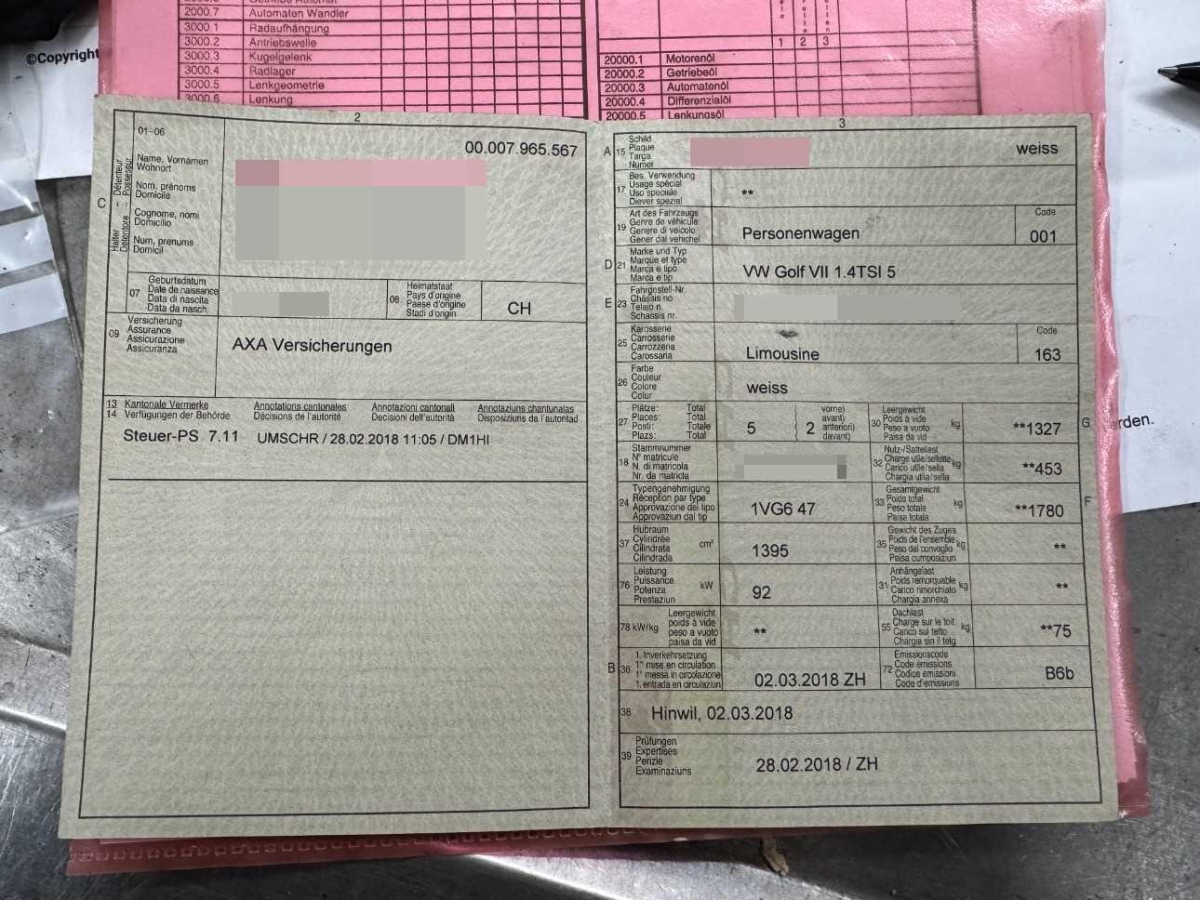 2000.7 Automaten Wandler
3000.1 Radaufhängung
3000.2 Antriebswelle
3000.3 Kugelgelenk
3000.4 Radlager
3000.5 Lenkgeometrie
3000.6 Lenkung
1 2 3
20000.1 Motorenöl
20000.2 Getriebeöl
20000.3 Automatenöl
20000.4 Differenzialöl
20000.5 Lenkungsöl
©Copyright
rden.
2
01–06
00.007.965.567
C
Halter – Détenteur
Detentore – Possessur
Name, Vornamen
Wohnort
Nom, prénoms
Domicile
Cognome, nomi
Domicilio
Num, prenums
Domicil
07
Geburtsdatum
Date de naissance
Data di nascita
Data da nasch.
08
Heimatstaat
Pays d'origine
Paese d'origine
Stadi d'origin
CH
09
Versicherung
Assurance
Assicurazione
Assicuranza
AXA Versicherungen
13 Kantonale Vermerke Annotations cantonales Annotazioni cantonali Annotaziuns chantunalas
14 Verfügungen der Behörde Décisions de l'autorité Decisioni dell'autorità Disposiziuns da l'autoritad
Steuer-PS 7.11 UMSCHR / 28.02.2018 11:05 / DM1HI
3
A 15
Schild
Plaque
Targa
Numer
weiss
17
Bes. Verwendung
Usage spécial
Uso speciale
Diever spezial
**
19
Art des Fahrzeugs
Genre de véhicule
Genere di veicolo
Gener dal vehichel
Personenwagen
Code
001
D 21
Marke und Typ
Marque et type
Marca e tipo
Marca e tip
VW Golf VII 1.4TSI 5
E 23
Fahrgestell-Nr.
Châssis no
Telaio n.
Schassis nr.
25
Karosserie
Carrosserie
Carrozzeria
Carossaria
Limousine
Code
163
26
Farbe
Couleur
Colore
Colur
weiss
27
Plätze: Total
Places: Total
Posti: Totale
Plazs: Total
5
2
vorne)
avant)
anteriori)
davant)
30
Leergewicht
Poids à vide
Peso a vuoto
Paisa da vid
kg
**1327
G
18
Stammnummer
N° matricule
N. di matricola
Nr. da matricla
32
Nutz-/Sattellast
Charge utile/sellette
Carico utile/sella
Chargia utila/sella
kg
**453
24
Typengenehmigung
Réception par type
Approvazione del tipo
Approvaziun dal tip
1VG6 47
33
Gesamtgewicht
Poids total
Peso totale
Paisa totala
kg
**1780
F
37
Hubraum
Cylindrée
Cilindrata
Cilindrada
cm³
1395
35
Gewicht des Zuges
Poids de l'ensemble
Peso del convoglio
Paisa cumposiziun
kg
**
76
Leistung
Puissance
Potenza
Prestaziun
kW
92
31
Anhängelast
Poids remorquable
Carico rimorchiato
Chargia annexa
kg
**
78 kW/kg
Leergewicht
poids à vide
peso a vuoto
paisa da vid
**
55
Dachlast
Charge sur le toit
Carico sul tetto
Chargia sin il tetg
kg
**75
B 36
1. Inverkehrsetzung
1re mise en circulation
1a messa in circolazione
1. entrada en circulaziun
02.03.2018 ZH
72
Emissionscode
Code émissions
Codice emissioni
Code d'emissiuns
B6b
38
Hinwil, 02.03.2018
39
Prüfungen
Expertises
Perizie
Examinaziuns
28.02.2018 / ZH